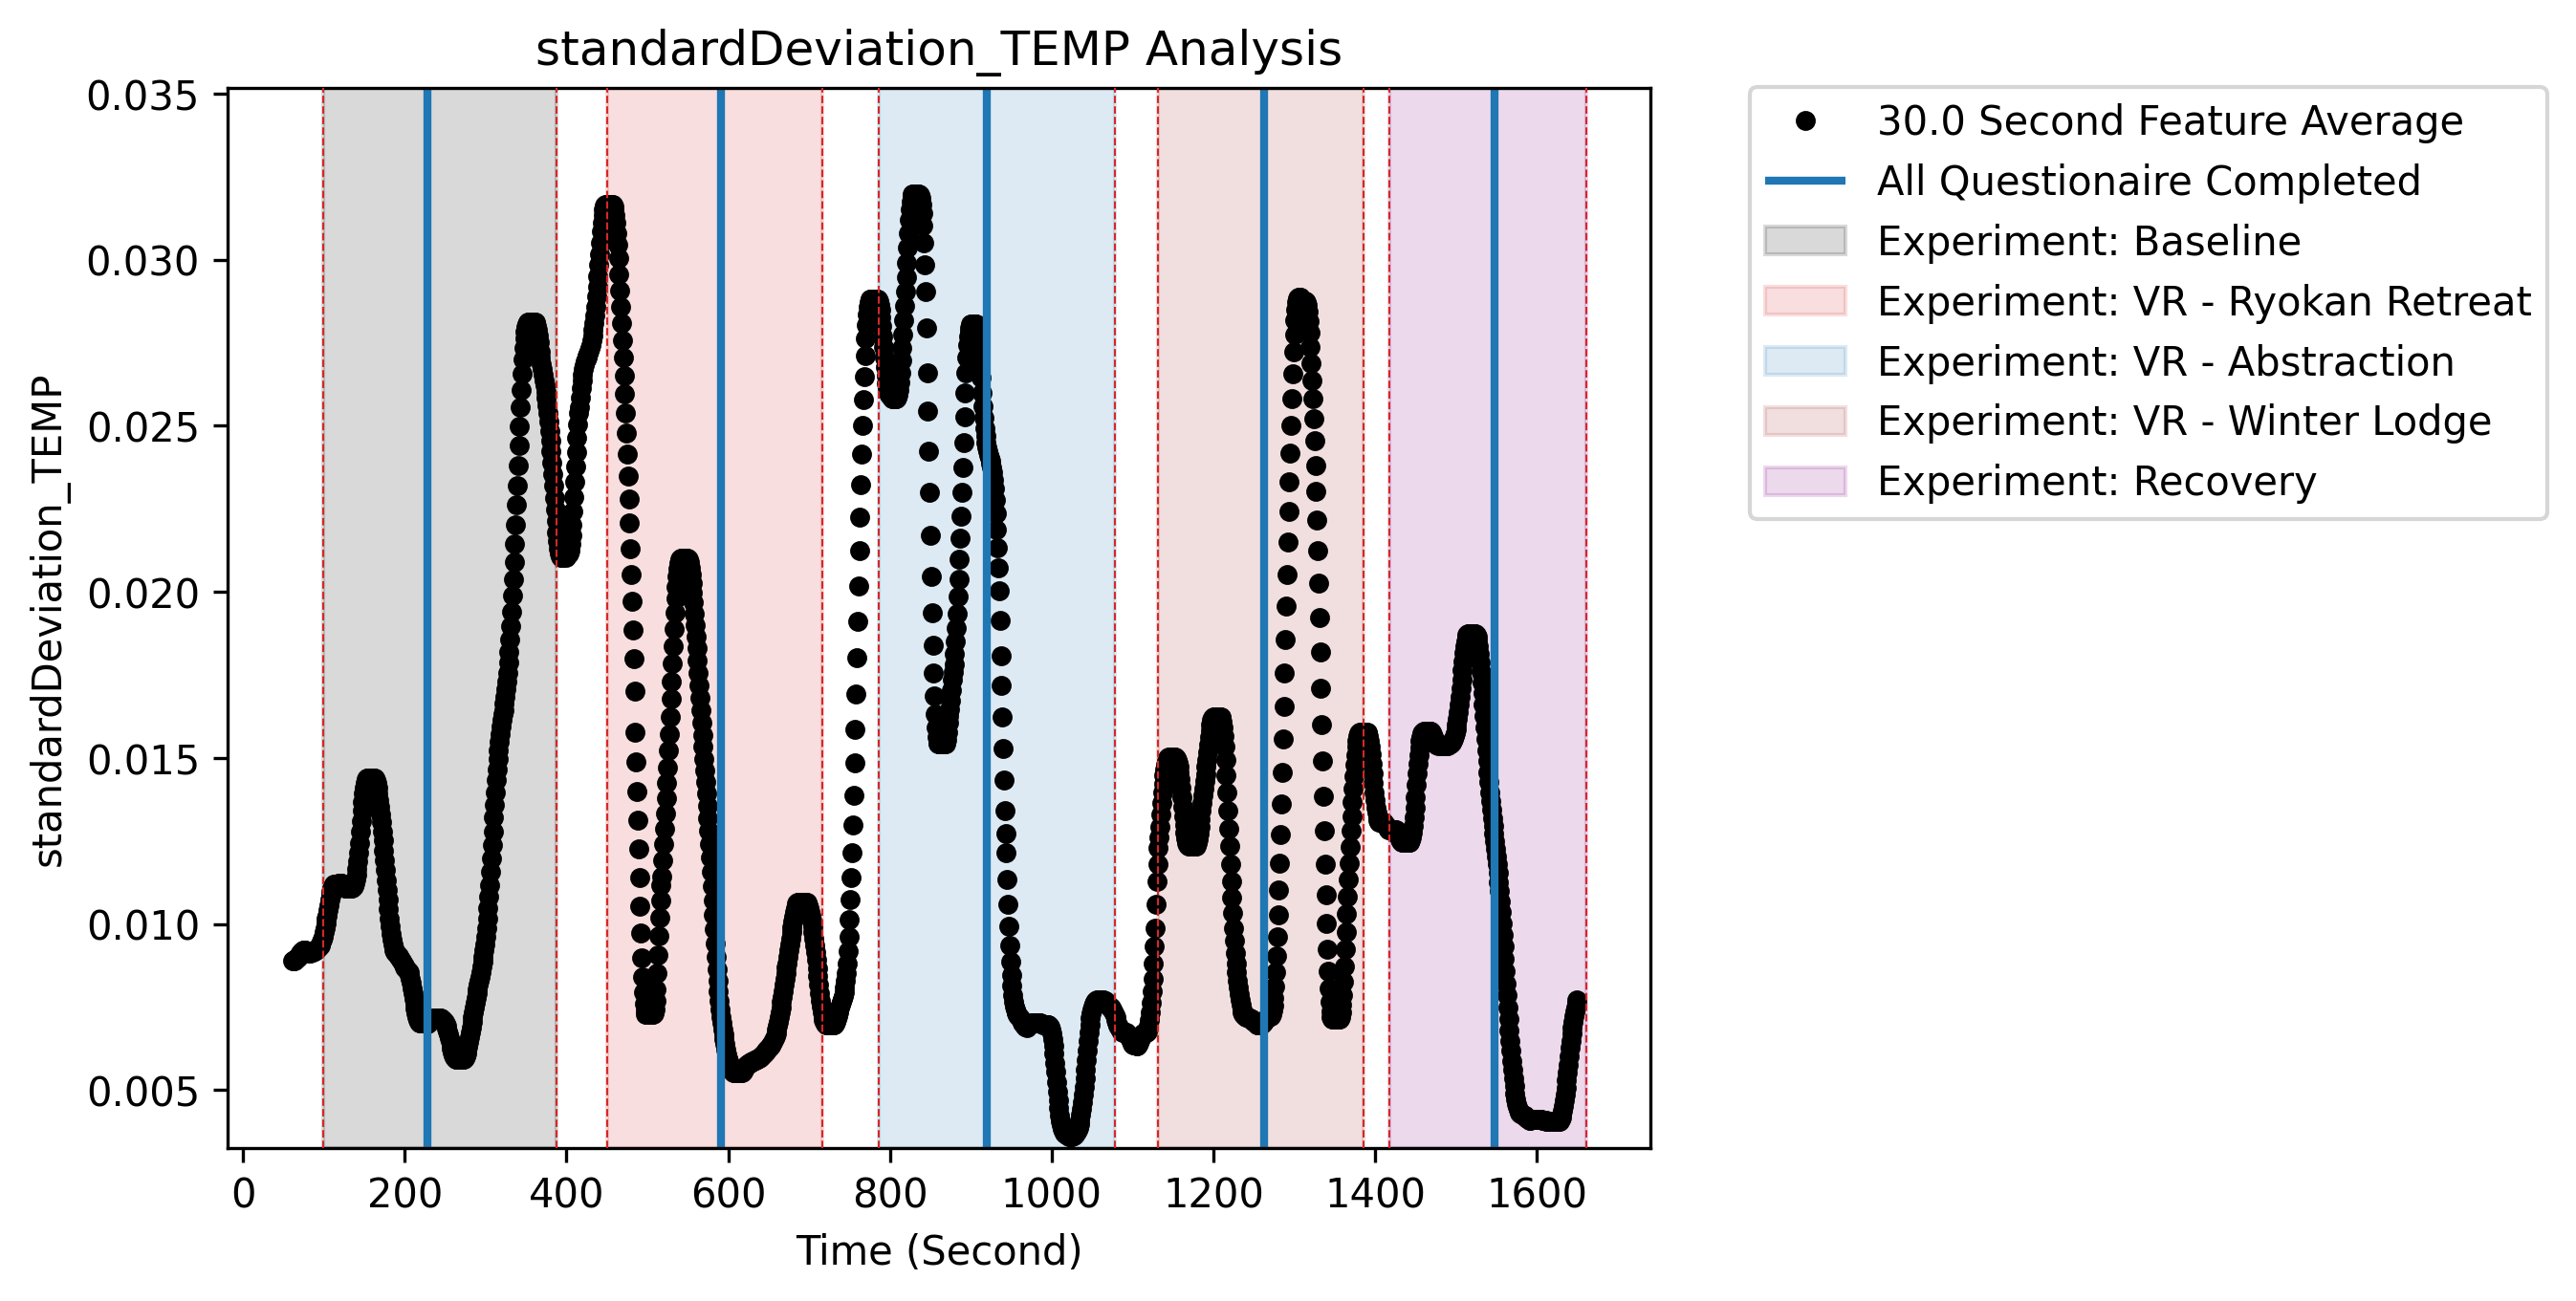 standardDeviation_TEMP Analysis
0.035
0.030
0.025
0.020
0.015
0.010
0.005
standardDeviation_TEMP
0 200 400 600 800 1000 1200 1400 1600
Time (Second)
30.0 Second Feature Average
All Questionaire Completed
Experiment: Baseline
Experiment: VR - Ryokan Retreat
Experiment: VR - Abstraction
Experiment: VR - Winter Lodge
Experiment: Recovery